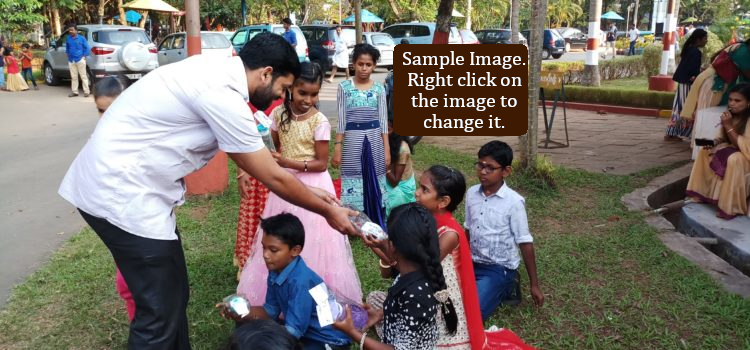 Sample Image.
Right click on
the image to
change it.